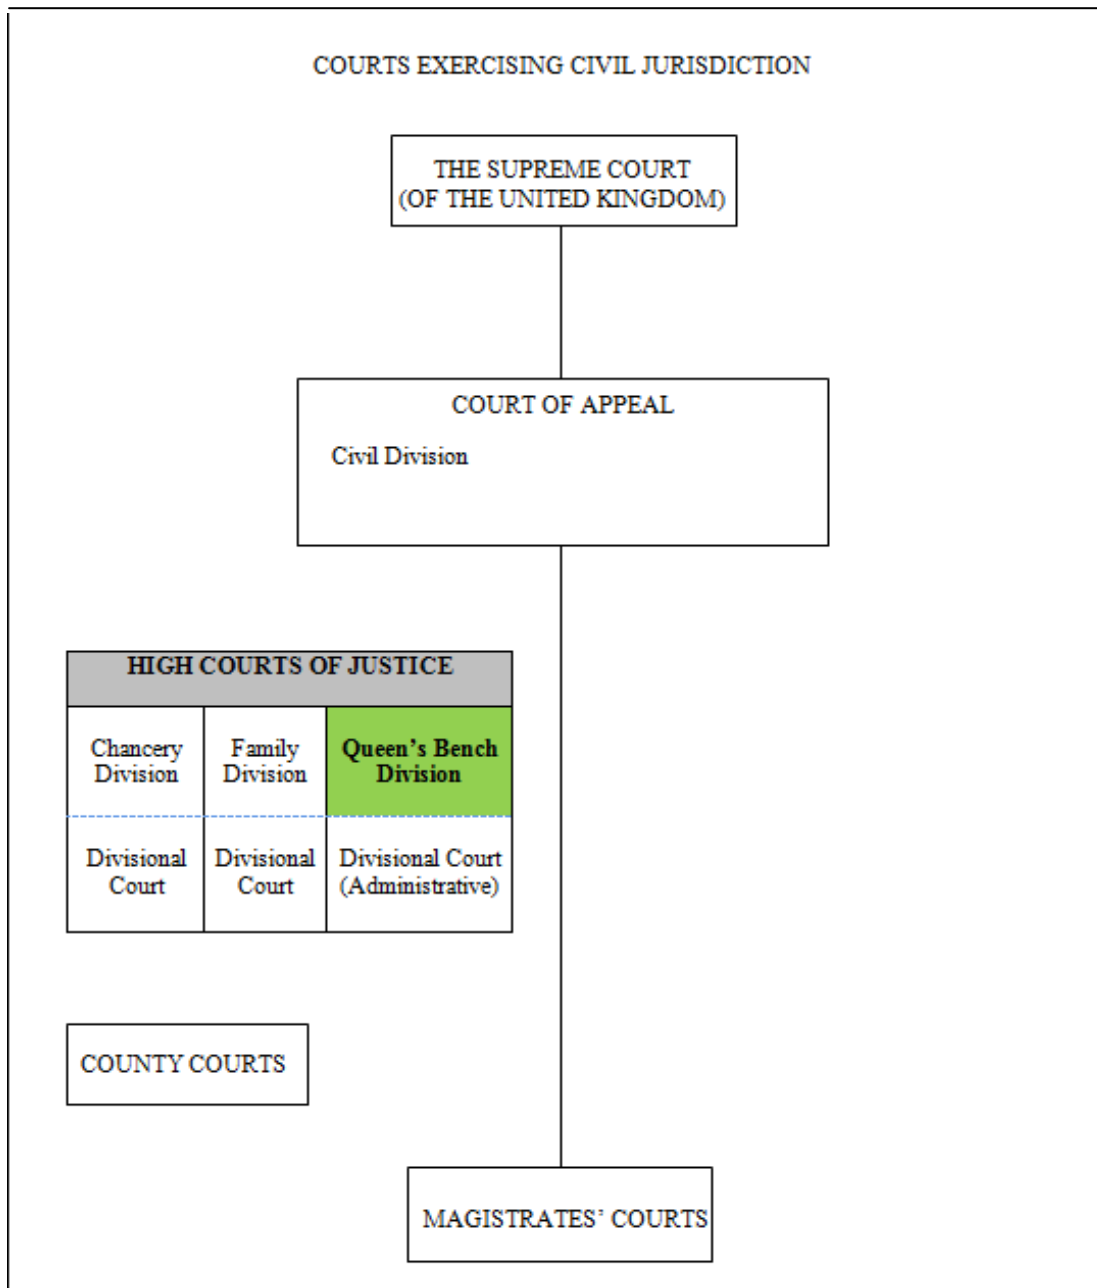 COURTS EXERCISING CIVIL JURISDICTION
THE SUPREME COURT
(OF THE UNITED KINGDOM)
COURT OF APPEAL
Civil Division
HIGH COURTS OF JUSTICE
Chancery
Division
Family
Division
Queen’s Bench
Division
Divisional
Court
Divisional
Court
Divisional Court
(Administrative)
COUNTY COURTS
MAGISTRATES’ COURTS